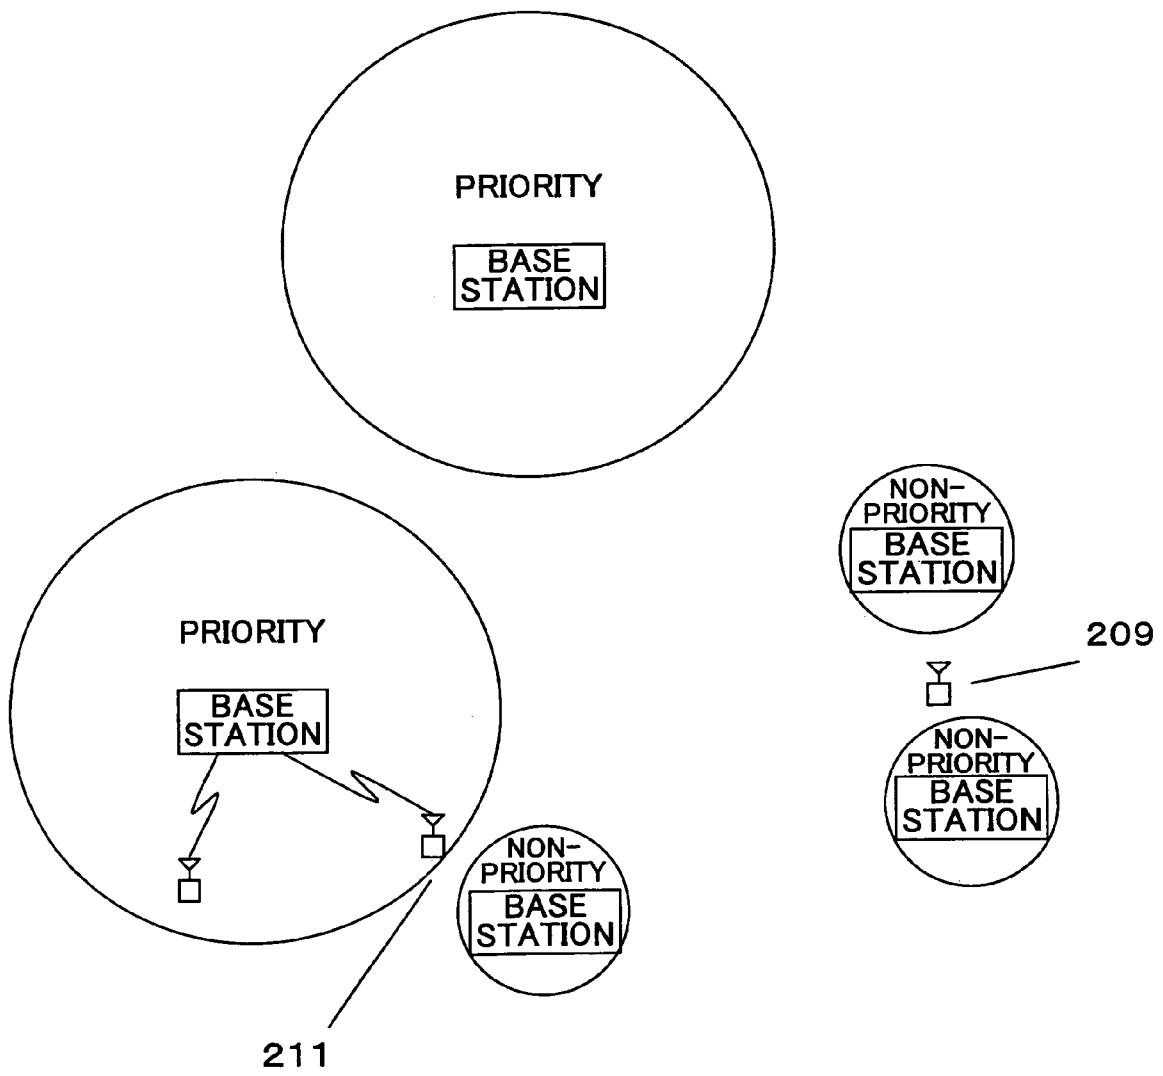 PRIORITY
BASE
STATION
NON-
PRIORITY
BASE
STATION
209
PRIORITY
BASE
STATION
NON-
PRIORITY
BASE
STATION
NON-
PRIORITY
BASE
STATION
211